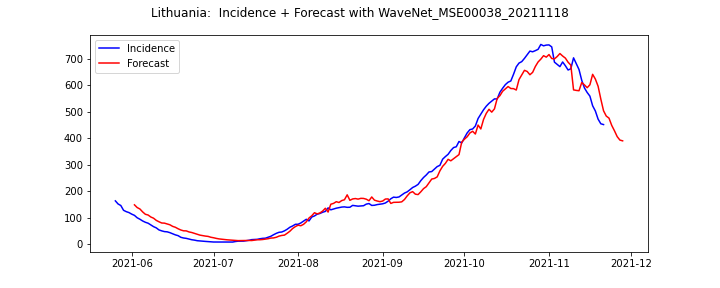 Lithuania:  Incidence + Forecast with WaveNet_MSE00038_20211118
Incidence
Forecast
700
600
500
400
300
200
100
0
2021-06 2021-07 2021-08 2021-09 2021-10 2021-11 2021-12